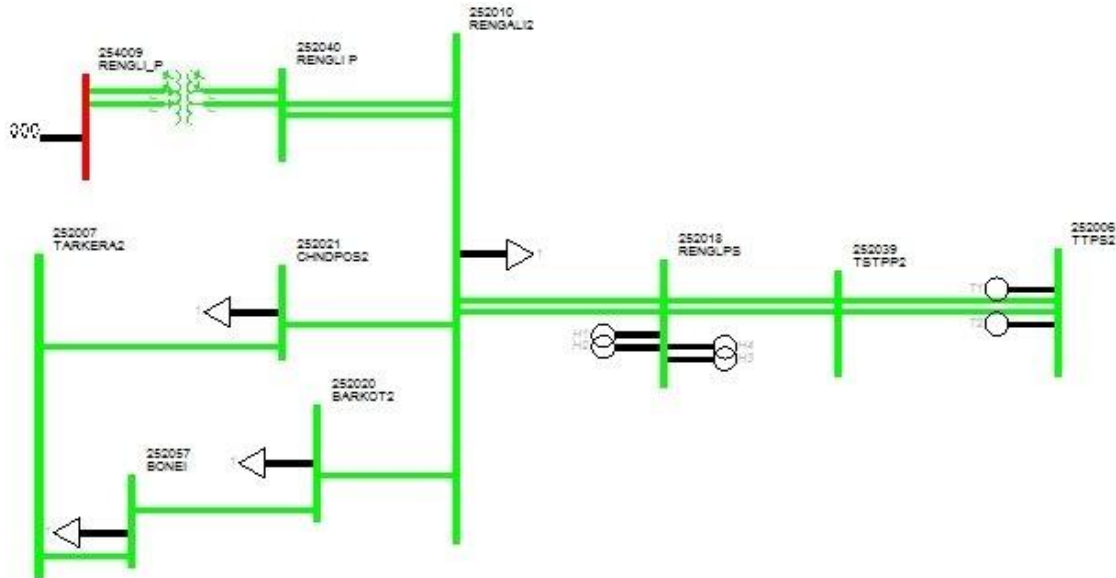 252010
RENGALI2
254009
RENGLI_P
252040
RENGLI P
252007
TARKERA2
252021
CHNDPOS2
1
1
252018
RENGLPS
252039
TSTPP2
252006
TTPS2
T1
T2
H1
H2
H4
H3
252020
BARKOT2
1
252057
BONEI